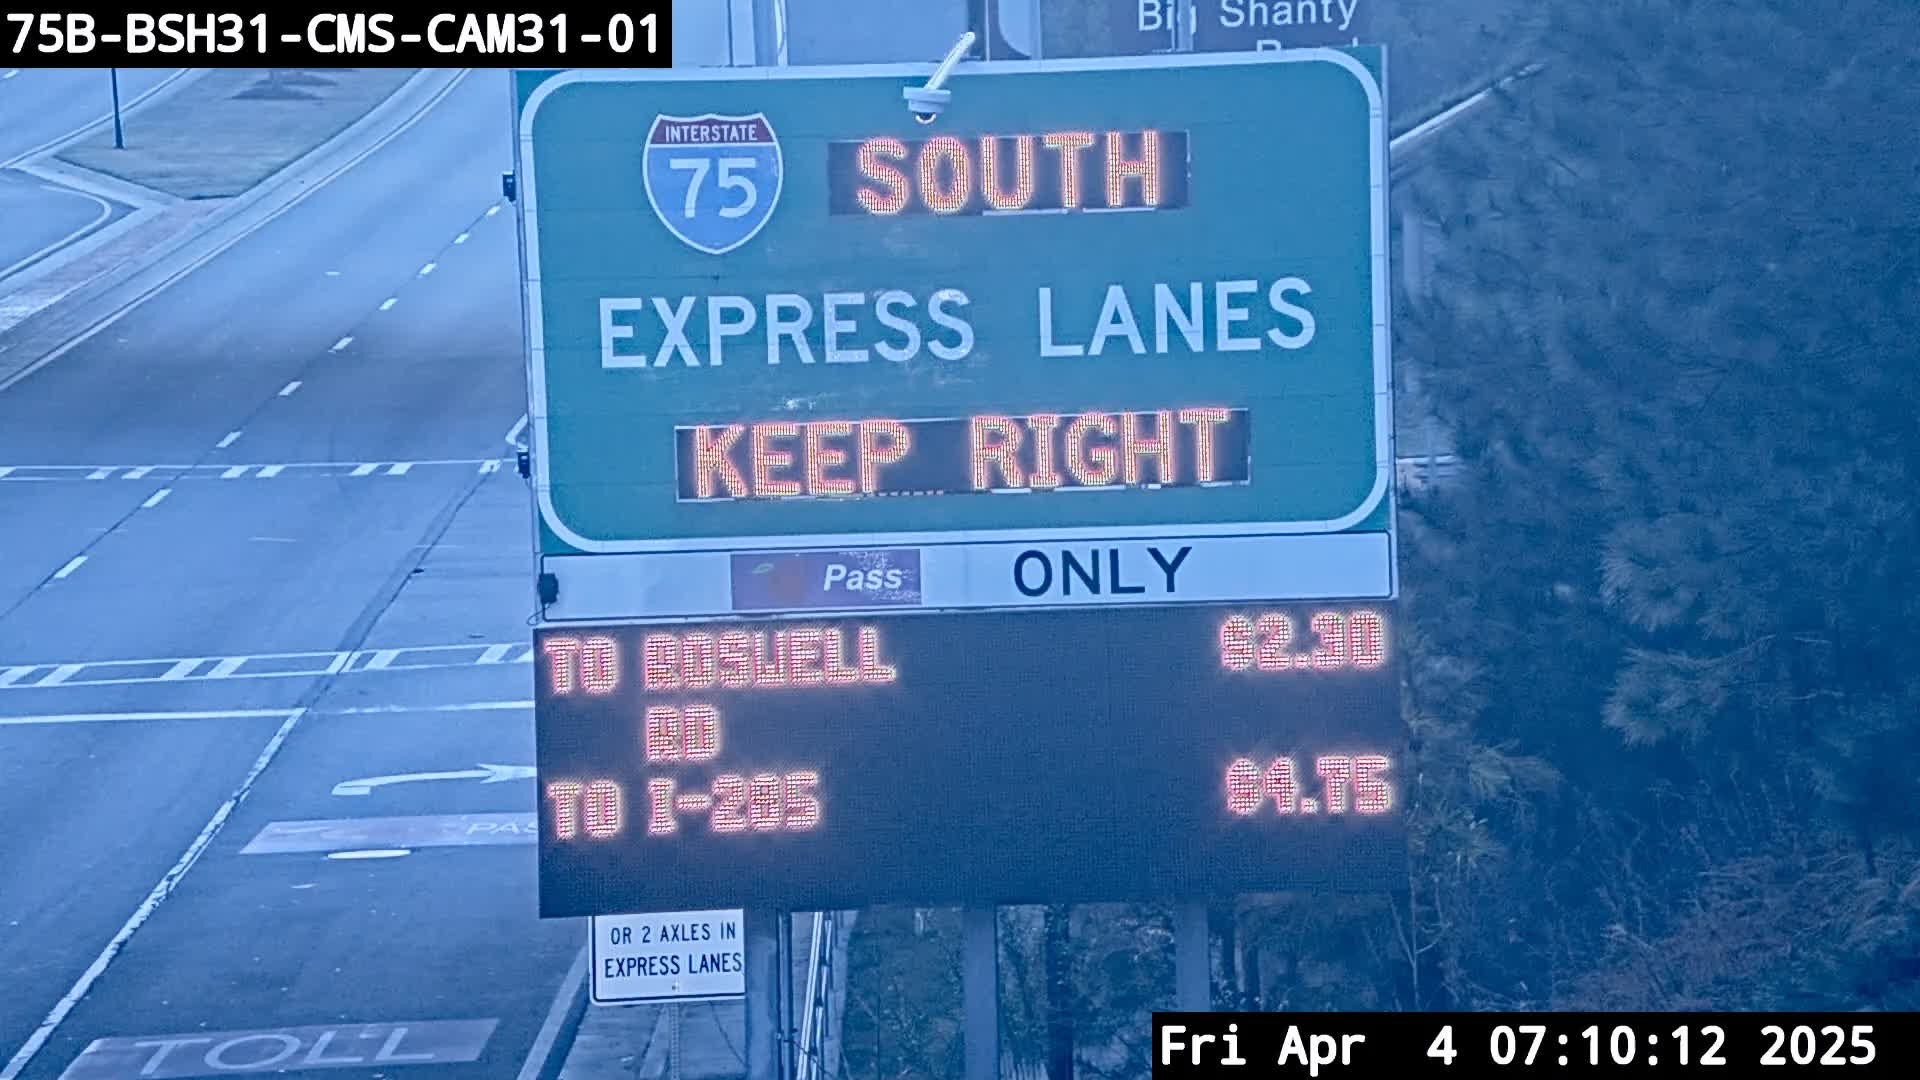 75B-BSH31-CMS-CAM31-01
Big Shanty
INTERSTATE
75
SOUTH
EXPRESS LANES
KEEP RIGHT
Pass ONLY
TO ROSWELL $2.30
RD
TO I-285 $4.75
OR 2 AXLES IN
EXPRESS LANES
TOLL
Fri Apr 4 07:10:12 2025